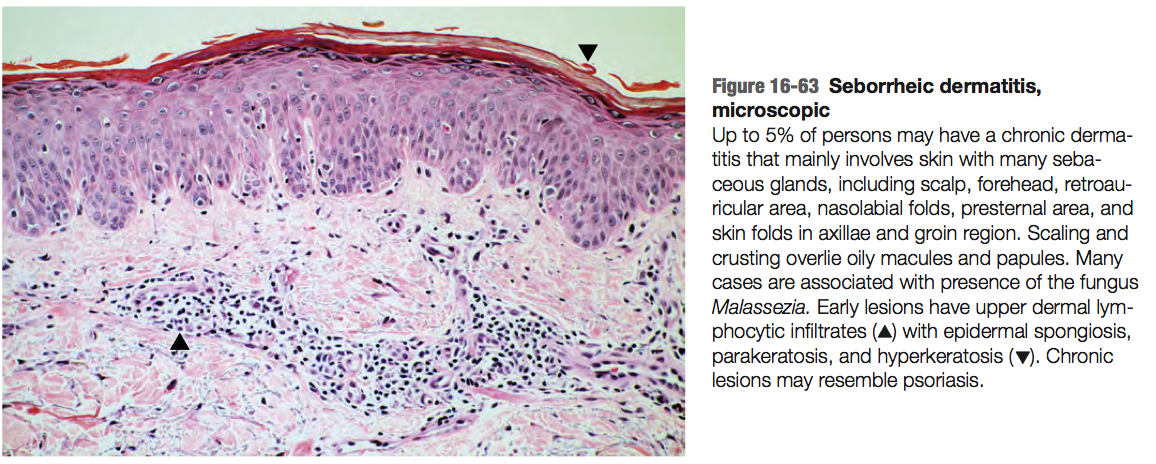 Figure 16-63 Seborrheic dermatitis,
microscopic
Up to 5% of persons may have a chronic derma-
titis that mainly involves skin with many seba-
ceous glands, including scalp, forehead, retroau-
ricular area, nasolabial folds, presternal area, and
skin folds in axillae and groin region. Scaling and
crusting overlie oily macules and papules. Many
cases are associated with presence of the fungus
Malassezia. Early lesions have upper dermal lym-
phocytic infiltrates (▲) with epidermal spongiosis,
parakeratosis, and hyperkeratosis (▼). Chronic
lesions may resemble psoriasis.